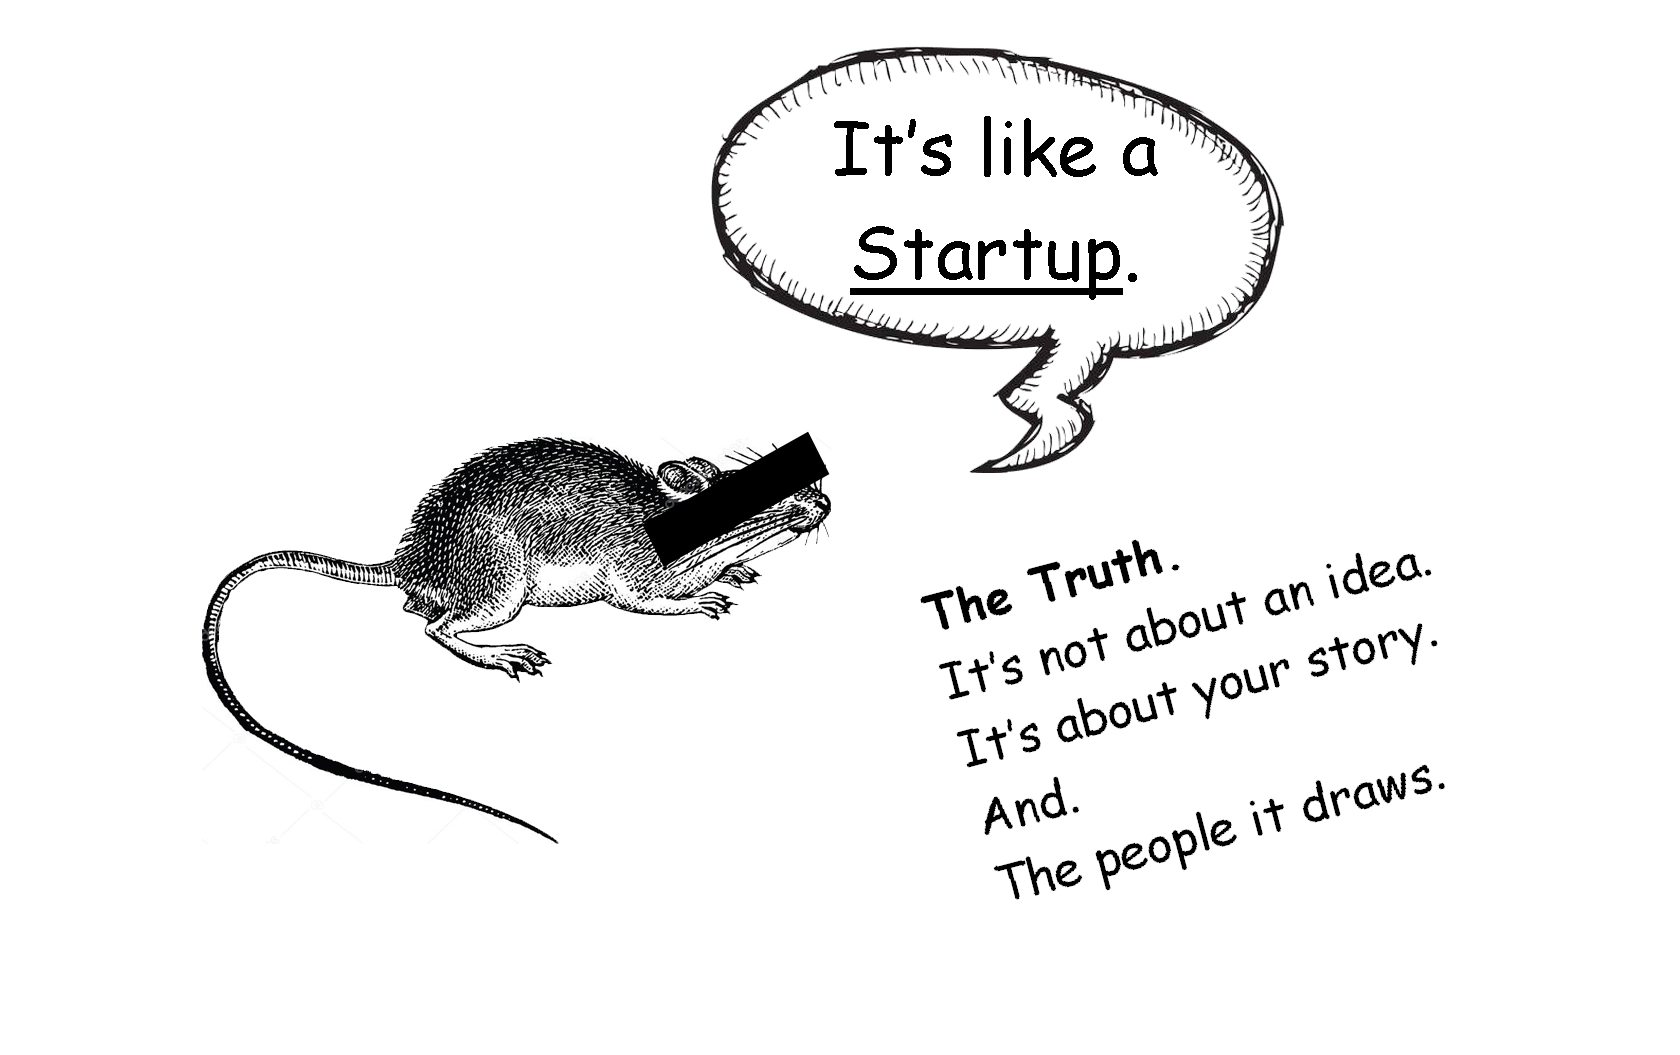 It's like a
Startup.
The Truth.
It's not about an idea.
It's about your story.
And.
The people it draws.